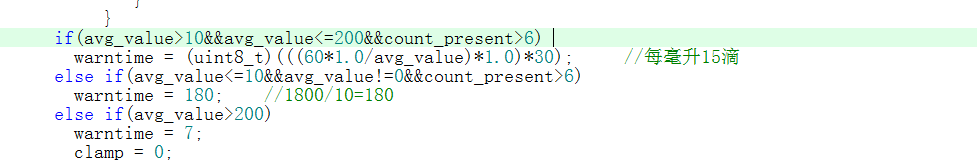 }
}
if(avg_value>10&&avg_value<=200&&count_present>6)
warntime = (uint8_t)(((60*1.0/avg_value)*1.0)*30); //每毫升15滴
else if(avg_value<=10&&avg_value!=0&&count_present>6)
warntime = 180; //1800/10=180
else if(avg_value>200)
warntime = 7;
clamp = 0;